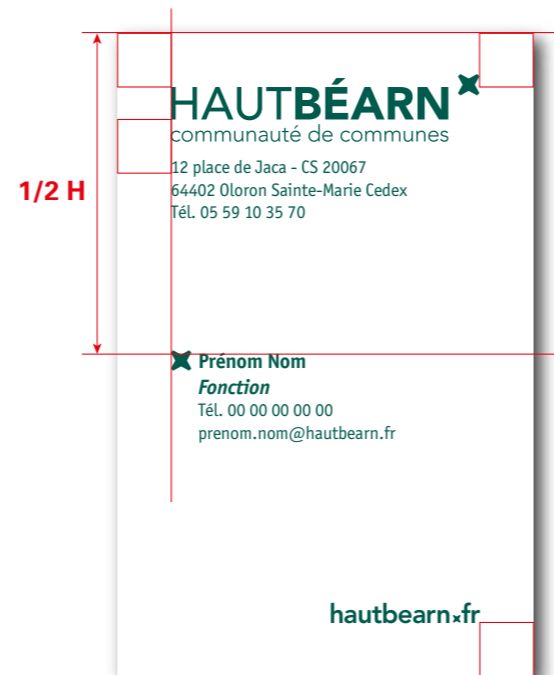 HAUTBÉARN
communauté de communes
12 place de Jaca - CS 20067
64402 Oloron Sainte-Marie Cedex
Tél. 05 59 10 35 70
1/2 H
Prénom Nom
Fonction
Tél. 00 00 00 00 00
prenom.nom@hautbearn.fr
hautbearn×fr